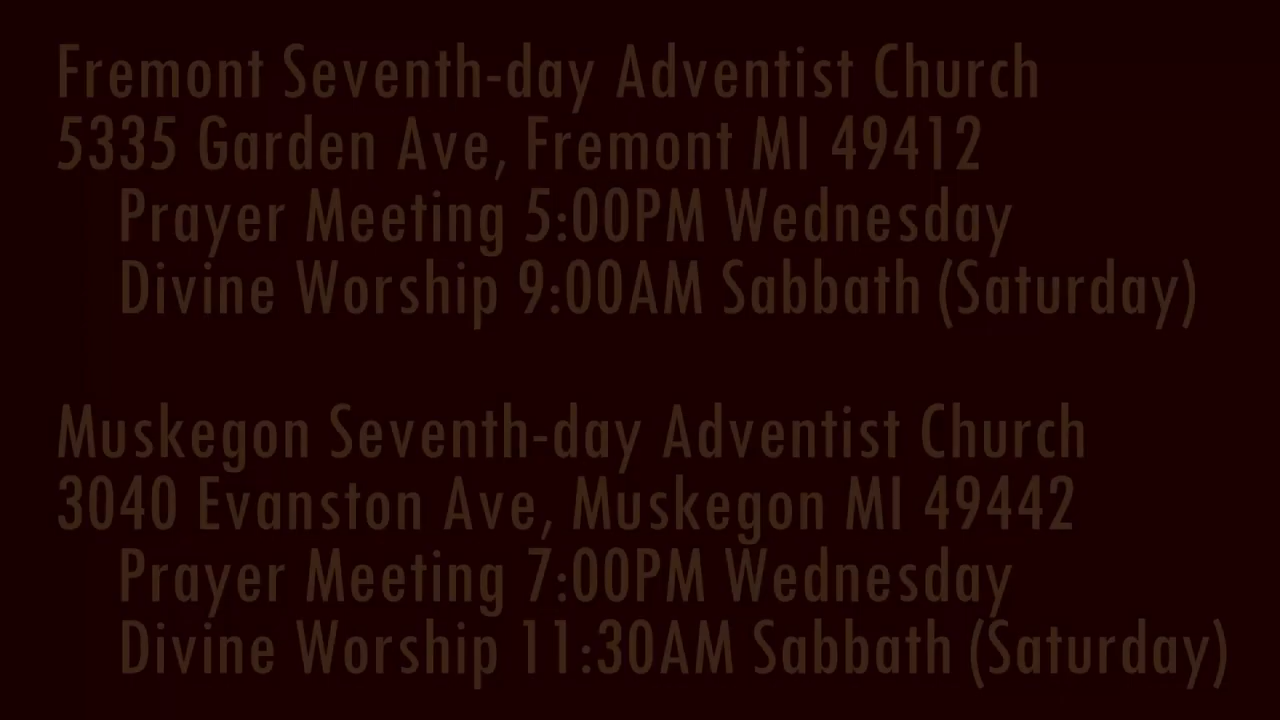 Fremont Seventh-day Adventist Church
5335 Garden Ave, Fremont MI 49412
Prayer Meeting 5:00PM Wednesday
Divine Worship 9:00AM Sabbath (Saturday)
Muskegon Seventh-day Adventist Church
3040 Evanston Ave, Muskegon MI 49442
Prayer Meeting 7:00PM Wednesday
Divine Worship 11:30AM Sabbath (Saturday)